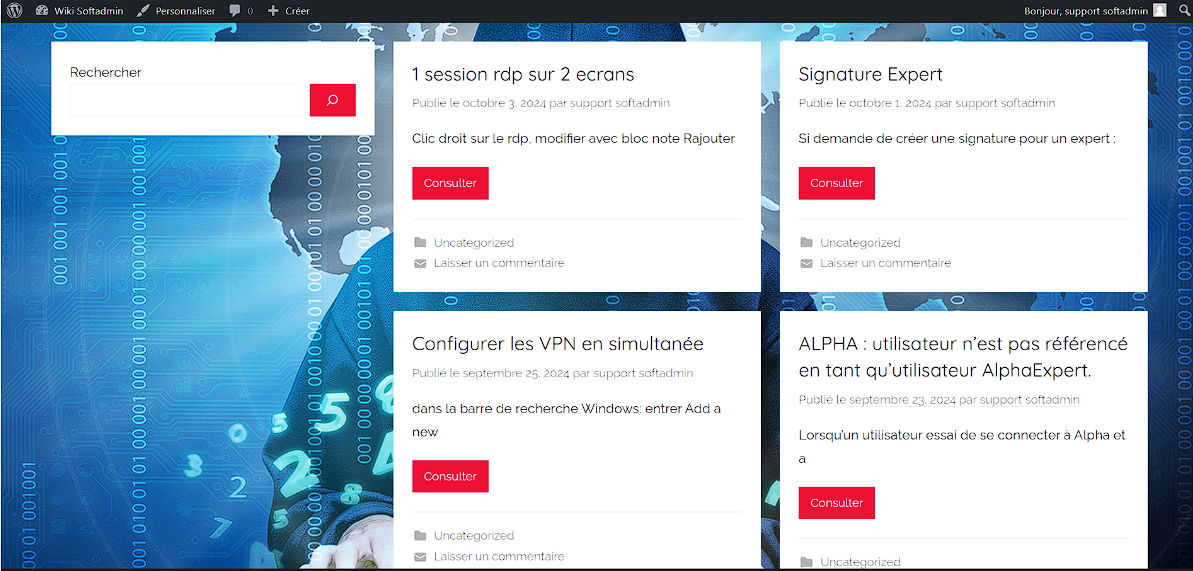 Wiki Softadmin Personnaliser 0 Créer Bonjour, support softadmin
Rechercher
1 session rdp sur 2 ecrans
Publié le octobre 3, 2024 par support softadmin
Clic droit sur le rdp, modifier avec bloc note Rajouter
Consulter
Uncategorized
Laisser un commentaire
Signature Expert
Publié le octobre 1, 2024 par support softadmin
Si demande de créer une signature pour un expert :
Consulter
Uncategorized
Laisser un commentaire
Configurer les VPN en simultanée
Publié le septembre 25, 2024 par support softadmin
dans la barre de recherche Windows: entrer Add a
new
Consulter
Uncategorized
Laisser un commentaire
ALPHA : utilisateur n'est pas référencé
en tant qu'utilisateur AlphaExpert.
Publié le septembre 23, 2024 par support softadmin
Lorsqu'un utilisateur essai de se connecter à Alpha et
a
Consulter
Uncategorized